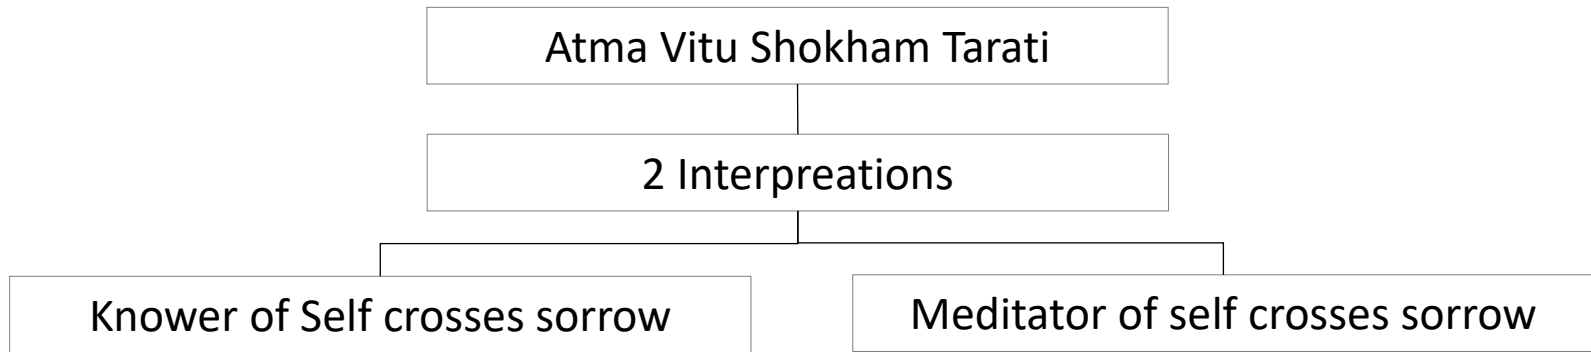 Atma Vitu Shokham Tarati
2 Interpreations
Knower of Self crosses sorrow
Meditator of self crosses sorrow